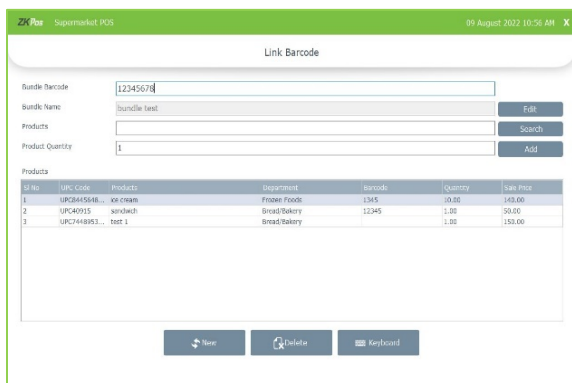 ZKPos Supermarket POS 09 August 2022 10:56 AM X
Link Barcode
Bundle Barcode 12345678
Bundle Name bundle test Edit
Products Search
Product Quantity 1 Add
Products
Sl No UPC Code Products Department Barcode Quantity Sale Price
1 UPC8445646... ice cream Frozen Foods 1345 10.00 140.00
2 UPC40915 sandwich Bread/Bakery 12345 1.00 50.00
3 UPC7448953... test 1 Bread/Bakery 1.00 150.00
New Delete Keyboard